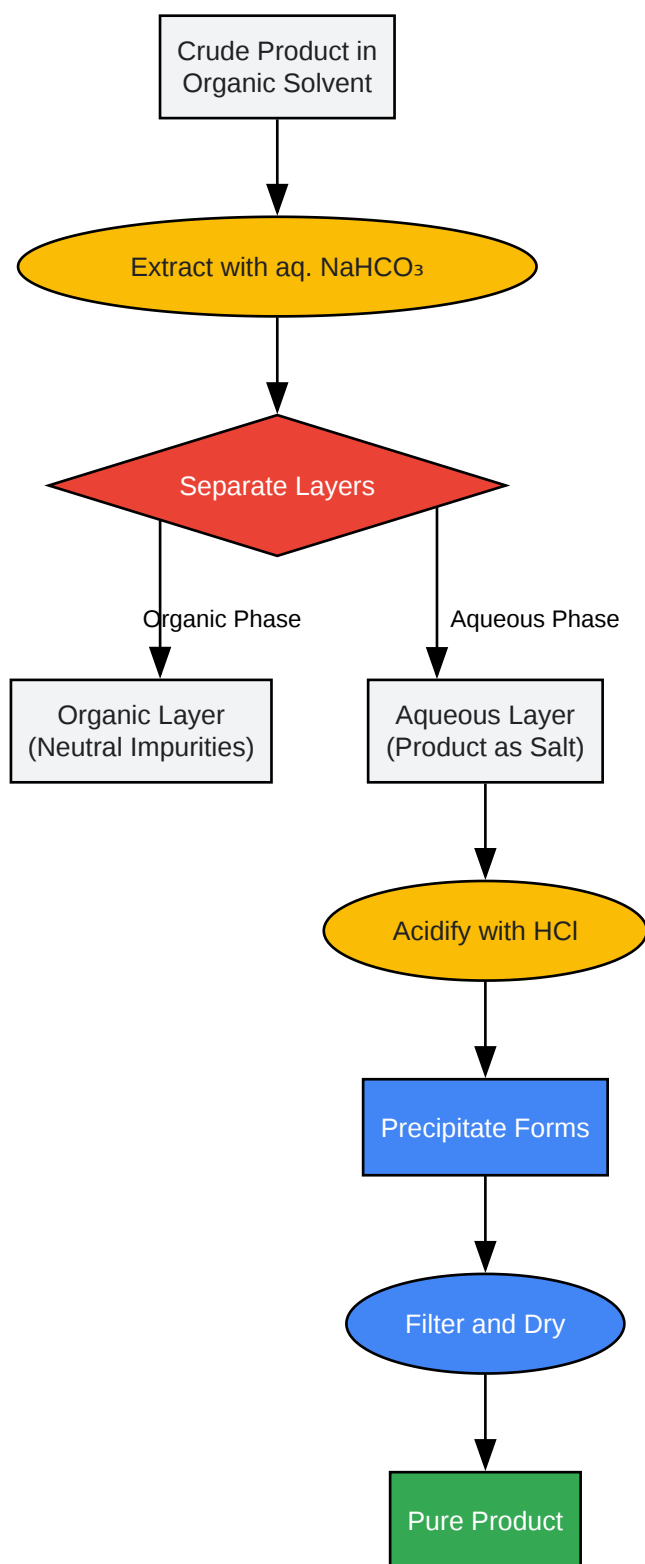 Crude Product in
Organic Solvent
Extract with aq. NaHCO₃
Separate Layers
Organic Phase
Aqueous Phase
Organic Layer
(Neutral Impurities)
Aqueous Layer
(Product as Salt)
Acidify with HCl
Precipitate Forms
Filter and Dry
Pure Product